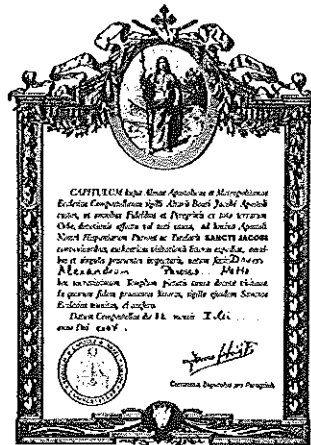 CAPITULUM hujus Almae Apostolicae et Metropolitanae
Ecclesiae Compostellanae sigilli Altaris Beati Jacobi Apostoli
custos, ut omnibus Fidelibus et Peregrinis ex toto terrarum
Orbe, devotionis affectu vel voti causa, ad limina Apostoli
Nostri Hispaniarum Patroni ac Tutelaris SANCTI JACOBI
convenientibus, authenticas visitationis litteras expediat, omni-
bus et singulis praesentes inspecturis, notum facit: Dnum
hoc sacratissimum Templum pietatis causa devote visitasse.
In quorum fidem praesentes litteras, sigillo ejusdem Sanctae
Ecclesiae munitas, ei confero.
Datum Compostellae die mensis
anno Dni
Canonicus Deputatus pro Peregrinis